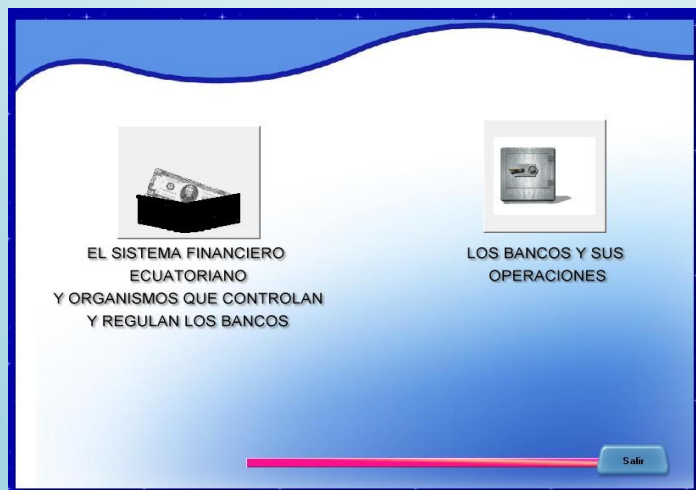 EL SISTEMA FINANCIERO
ECUATORIANO
Y ORGANISMOS QUE CONTROLAN
Y REGULAN LOS BANCOS
LOS BANCOS Y SUS
OPERACIONES
Salir